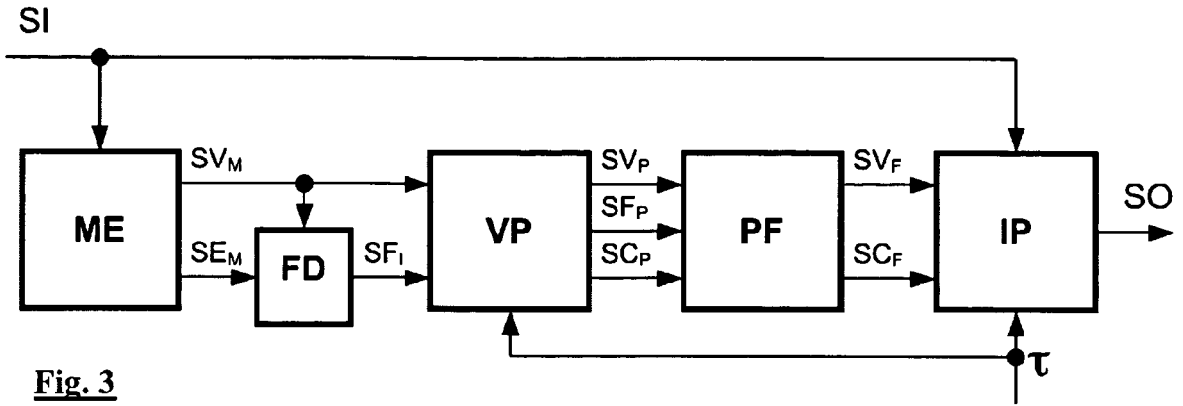 SI
SV_M SV_P SV_F SO
ME VP SF_P PF IP
SE_M FD SF_I SC_P SC_F
τ
Fig. 3